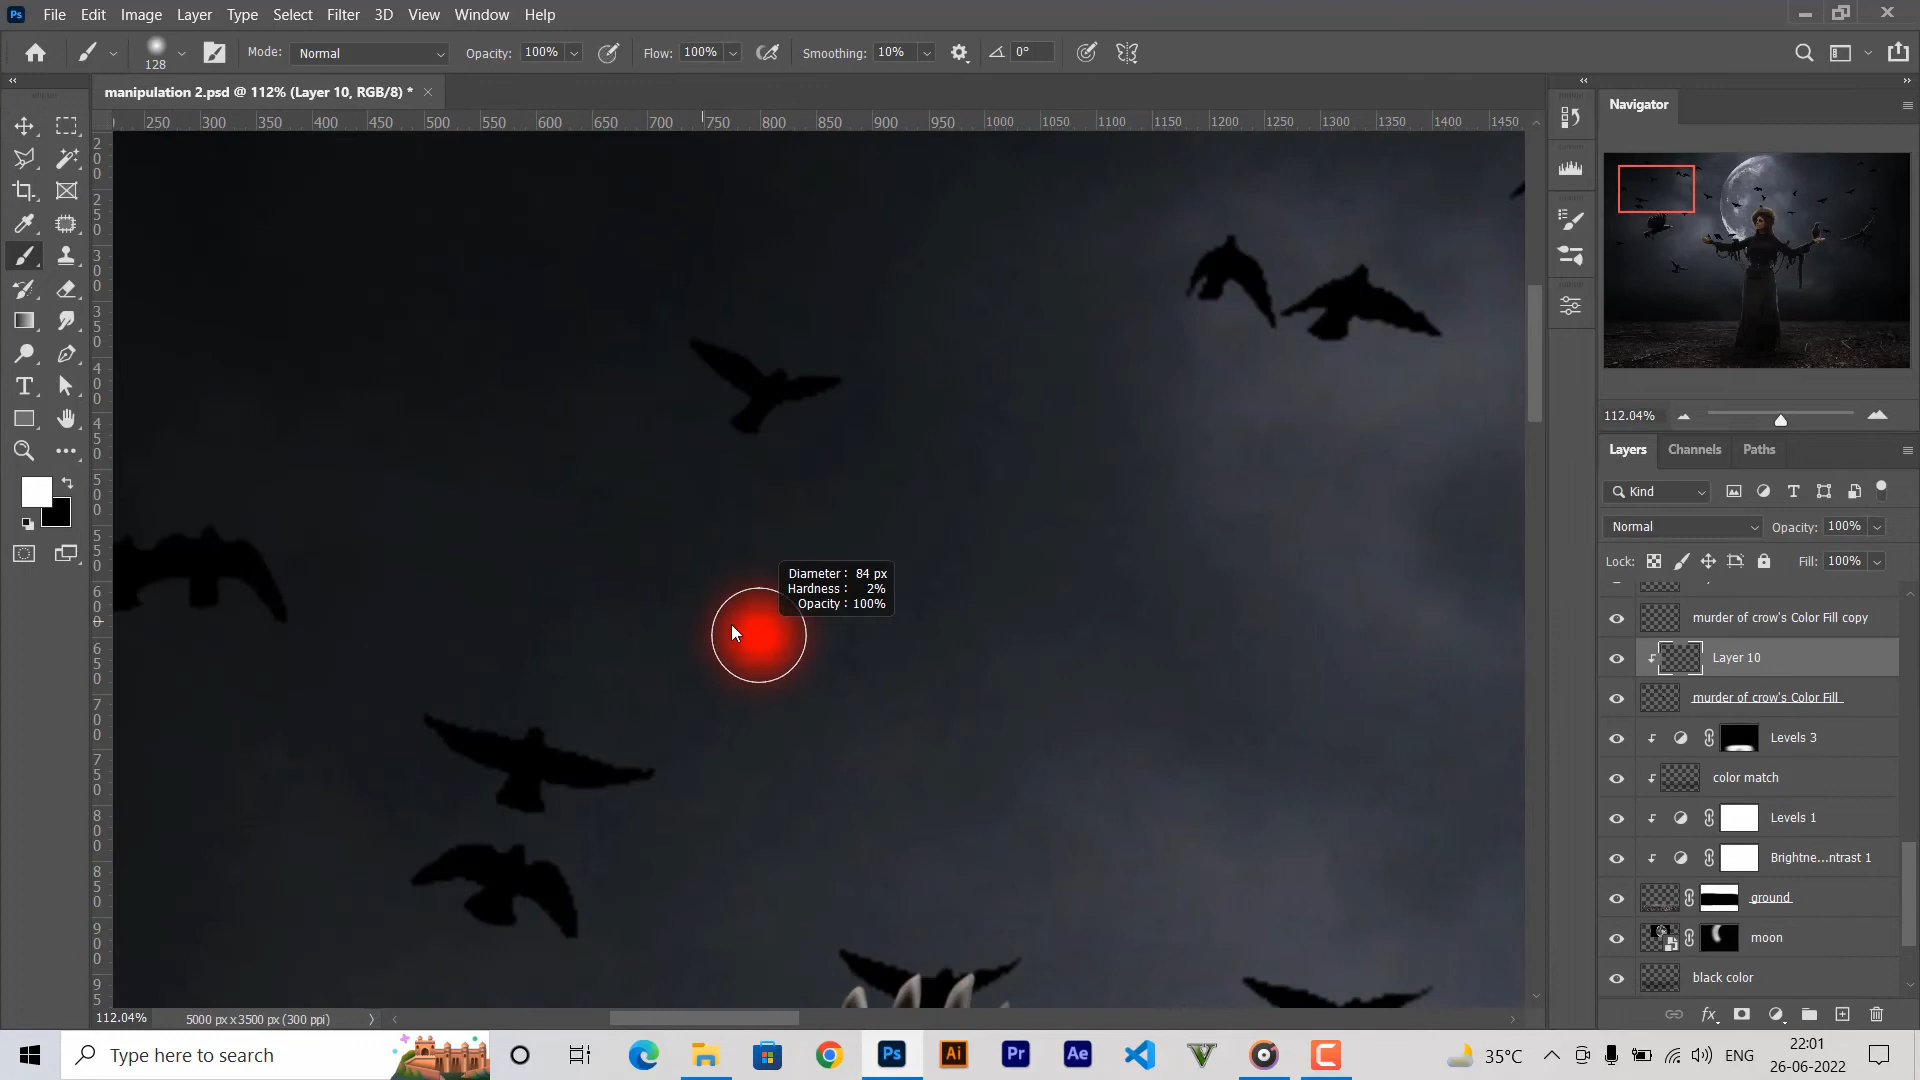 Ps File Edit Image Layer Type Select Filter 3D View Window Help
128 Mode: Normal Opacity: 100% Flow: 100% Smoothing: 10% 0°
manipulation 2.psd @ 112% (Layer 10, RGB/8) *
250 300 350 400 450 500 550 600 650 700 750 800 850 900 950 1000 1050 1100 1150 1200 1250 1300 1350 1400 1450
Navigator
Diameter: 84 px
Hardness: 2%
Opacity: 100%
112.04%
Layers Channels Paths
Kind
Normal Opacity: 100%
Lock: Fill: 100%
murder of crow's Color Fill copy
Layer 10
murder of crow's Color Fill
Levels 3
color match
Levels 1
Brightne...ntrast 1
ground
moon
black color
112.04% 5000 px x 3500 px (300 ppi)
Type here to search
Ps Ai Pr Ae
35°C ENG 22:01
26-06-2022